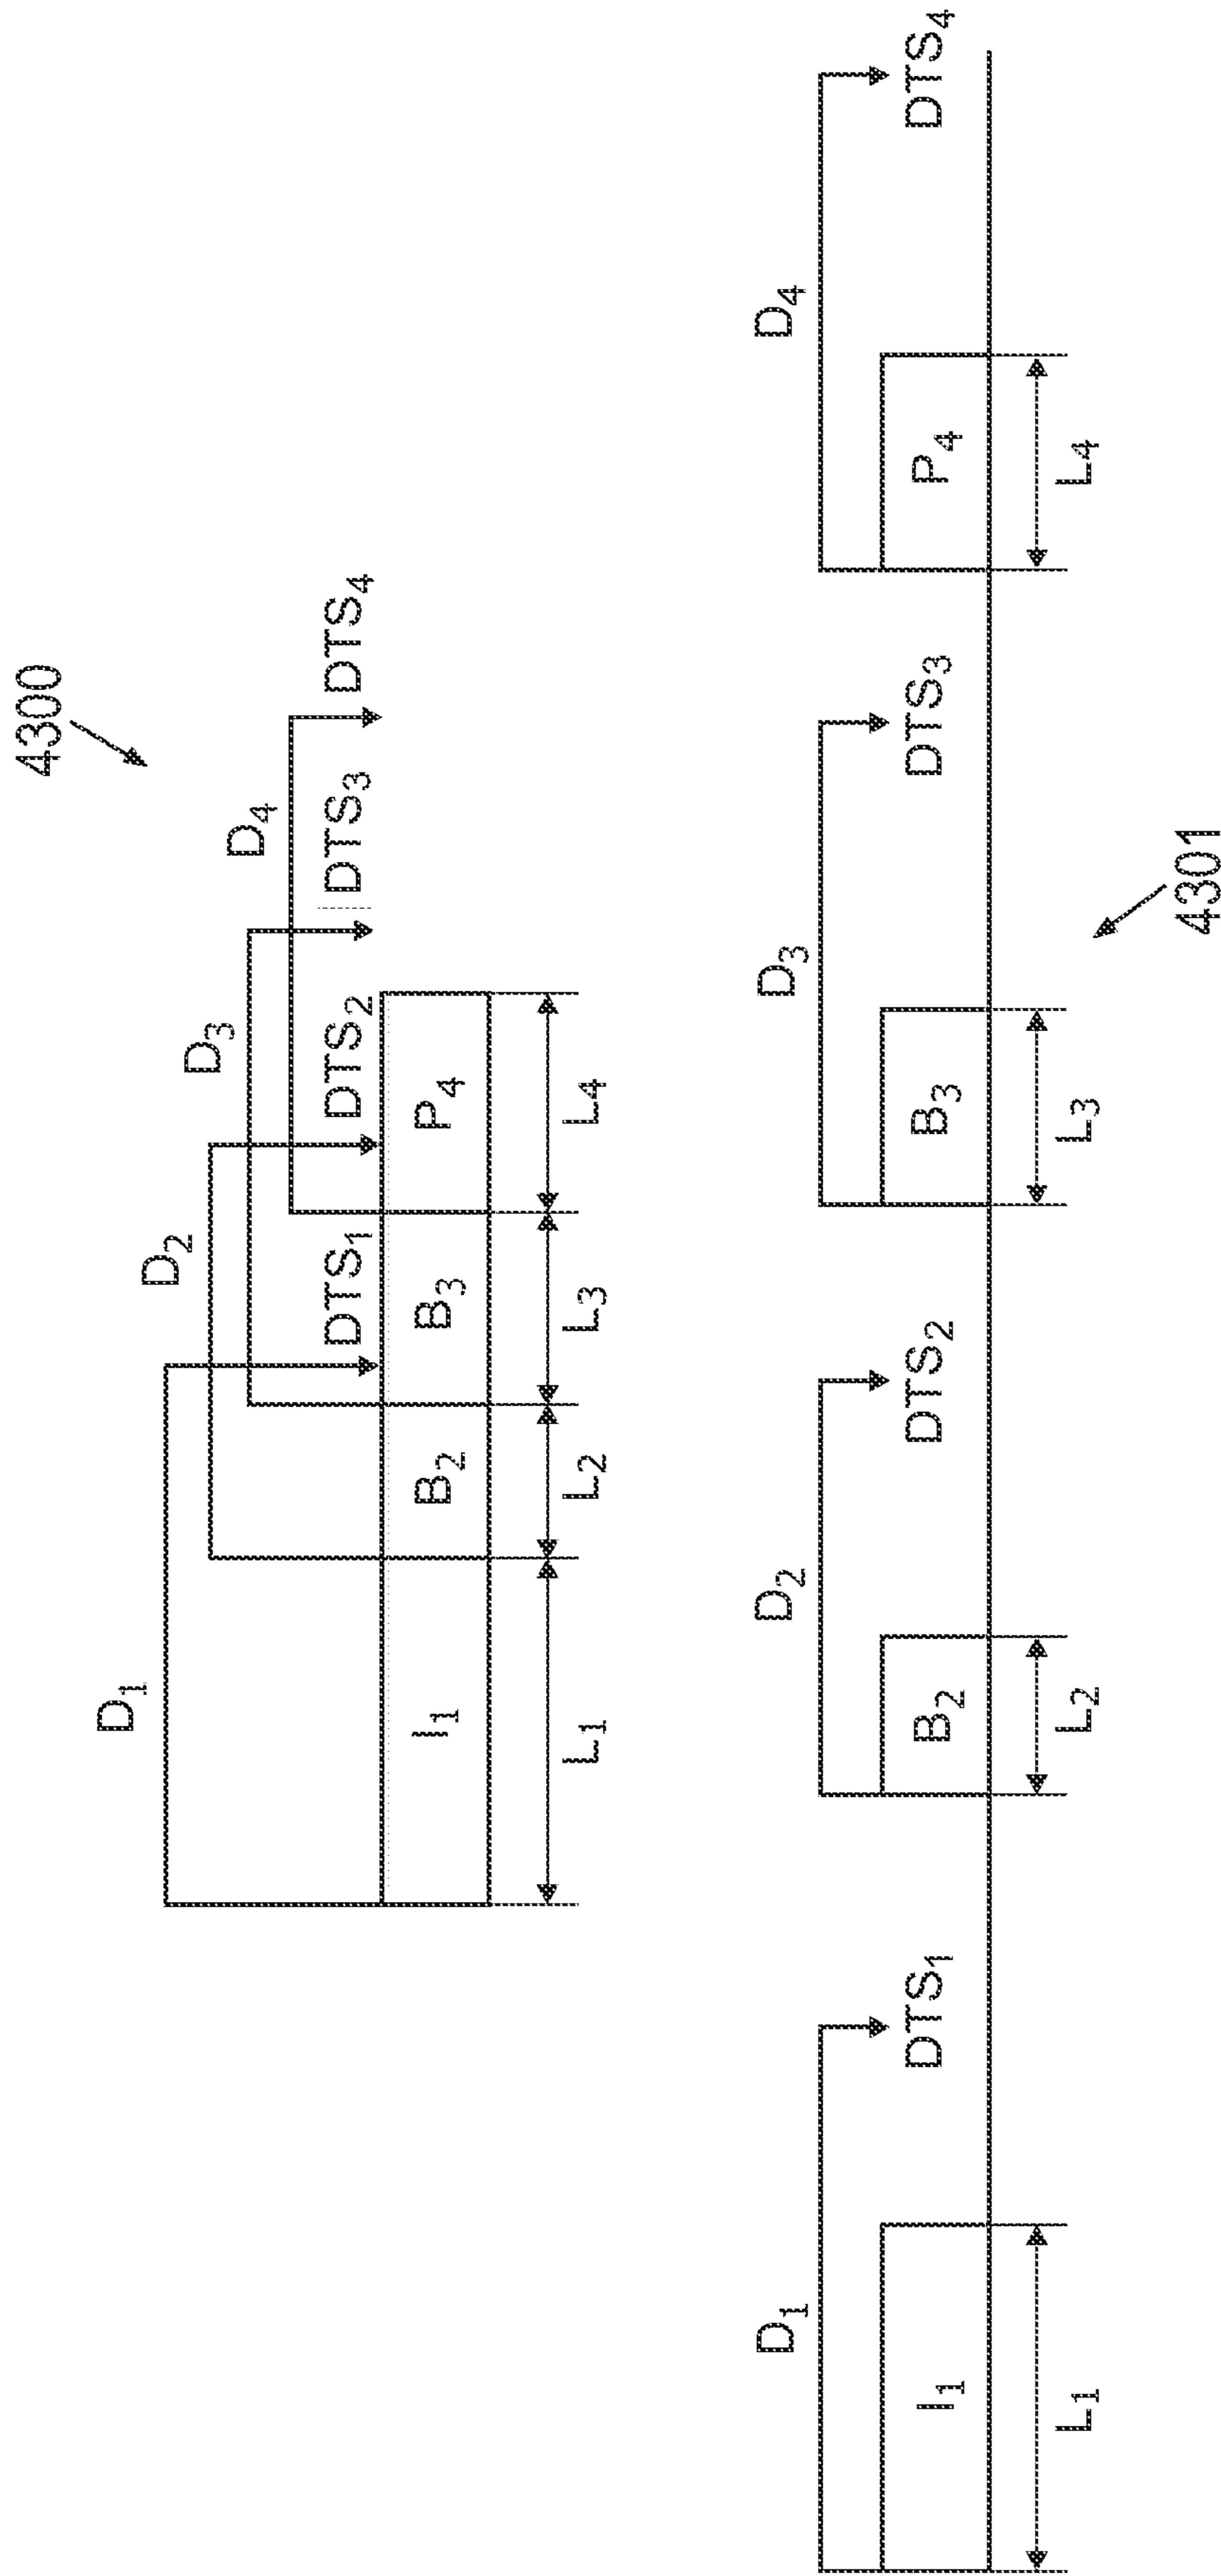 4300
D₁
D₂
D₃
D₄
DTS₁
DTS₂
DTS₃
DTS₄
I₁
B₂
B₃
P₄
L₁
L₂
L₃
L₄
D₁
D₂
D₃
D₄
I₁
DTS₁
B₂
DTS₂
B₃
DTS₃
P₄
DTS₄
L₁
L₂
L₃
L₄
4301